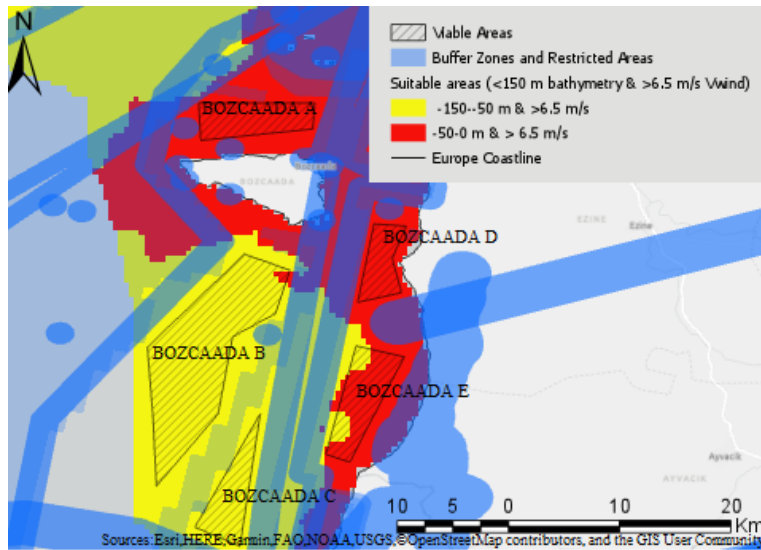 N
Viable Areas
Buffer Zones and Restricted Areas
Suitable areas (<150 m bathymetry & >6.5 m/s Vwind)
-150--50 m & >6.5 m/s
-50-0 m & > 6.5 m/s
Europe Coastline
BOZCAADA A
Bozcaada
BOZCAADA
BOZCAADA D
EZINE
Ezine
BOZCAADA B
BOZCAADA E
BOZCAADA C
Ayvacik
AYVACIK
10 5 0 10 20
Km
Sources: Esri,HERE,Garmin,FAO,NOAA,USGS,©OpenStreetMap contributors, and the GIS User Community